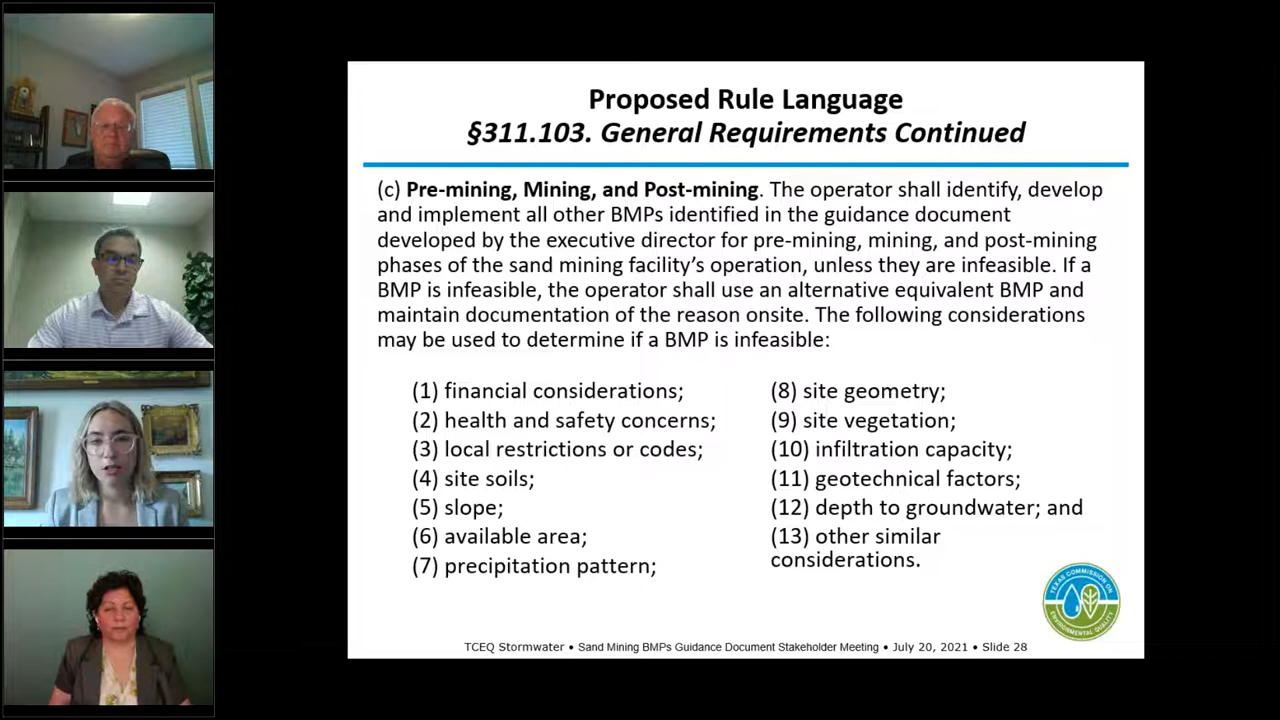 Proposed Rule Language
§311.103. General Requirements Continued
(c) Pre-mining, Mining, and Post-mining. The operator shall identify, develop
and implement all other BMPs identified in the guidance document
developed by the executive director for pre-mining, mining, and post-mining
phases of the sand mining facility’s operation, unless they are infeasible. If a
BMP is infeasible, the operator shall use an alternative equivalent BMP and
maintain documentation of the reason onsite. The following considerations
may be used to determine if a BMP is infeasible:
(1) financial considerations;
(2) health and safety concerns;
(3) local restrictions or codes;
(4) site soils;
(5) slope;
(6) available area;
(7) precipitation pattern;
(8) site geometry;
(9) site vegetation;
(10) infiltration capacity;
(11) geotechnical factors;
(12) depth to groundwater; and
(13) other similar
considerations.
TEXAS COMMISSION ON
ENVIRONMENTAL QUALITY
TCEQ Stormwater • Sand Mining BMPs Guidance Document Stakeholder Meeting • July 20, 2021 • Slide 28